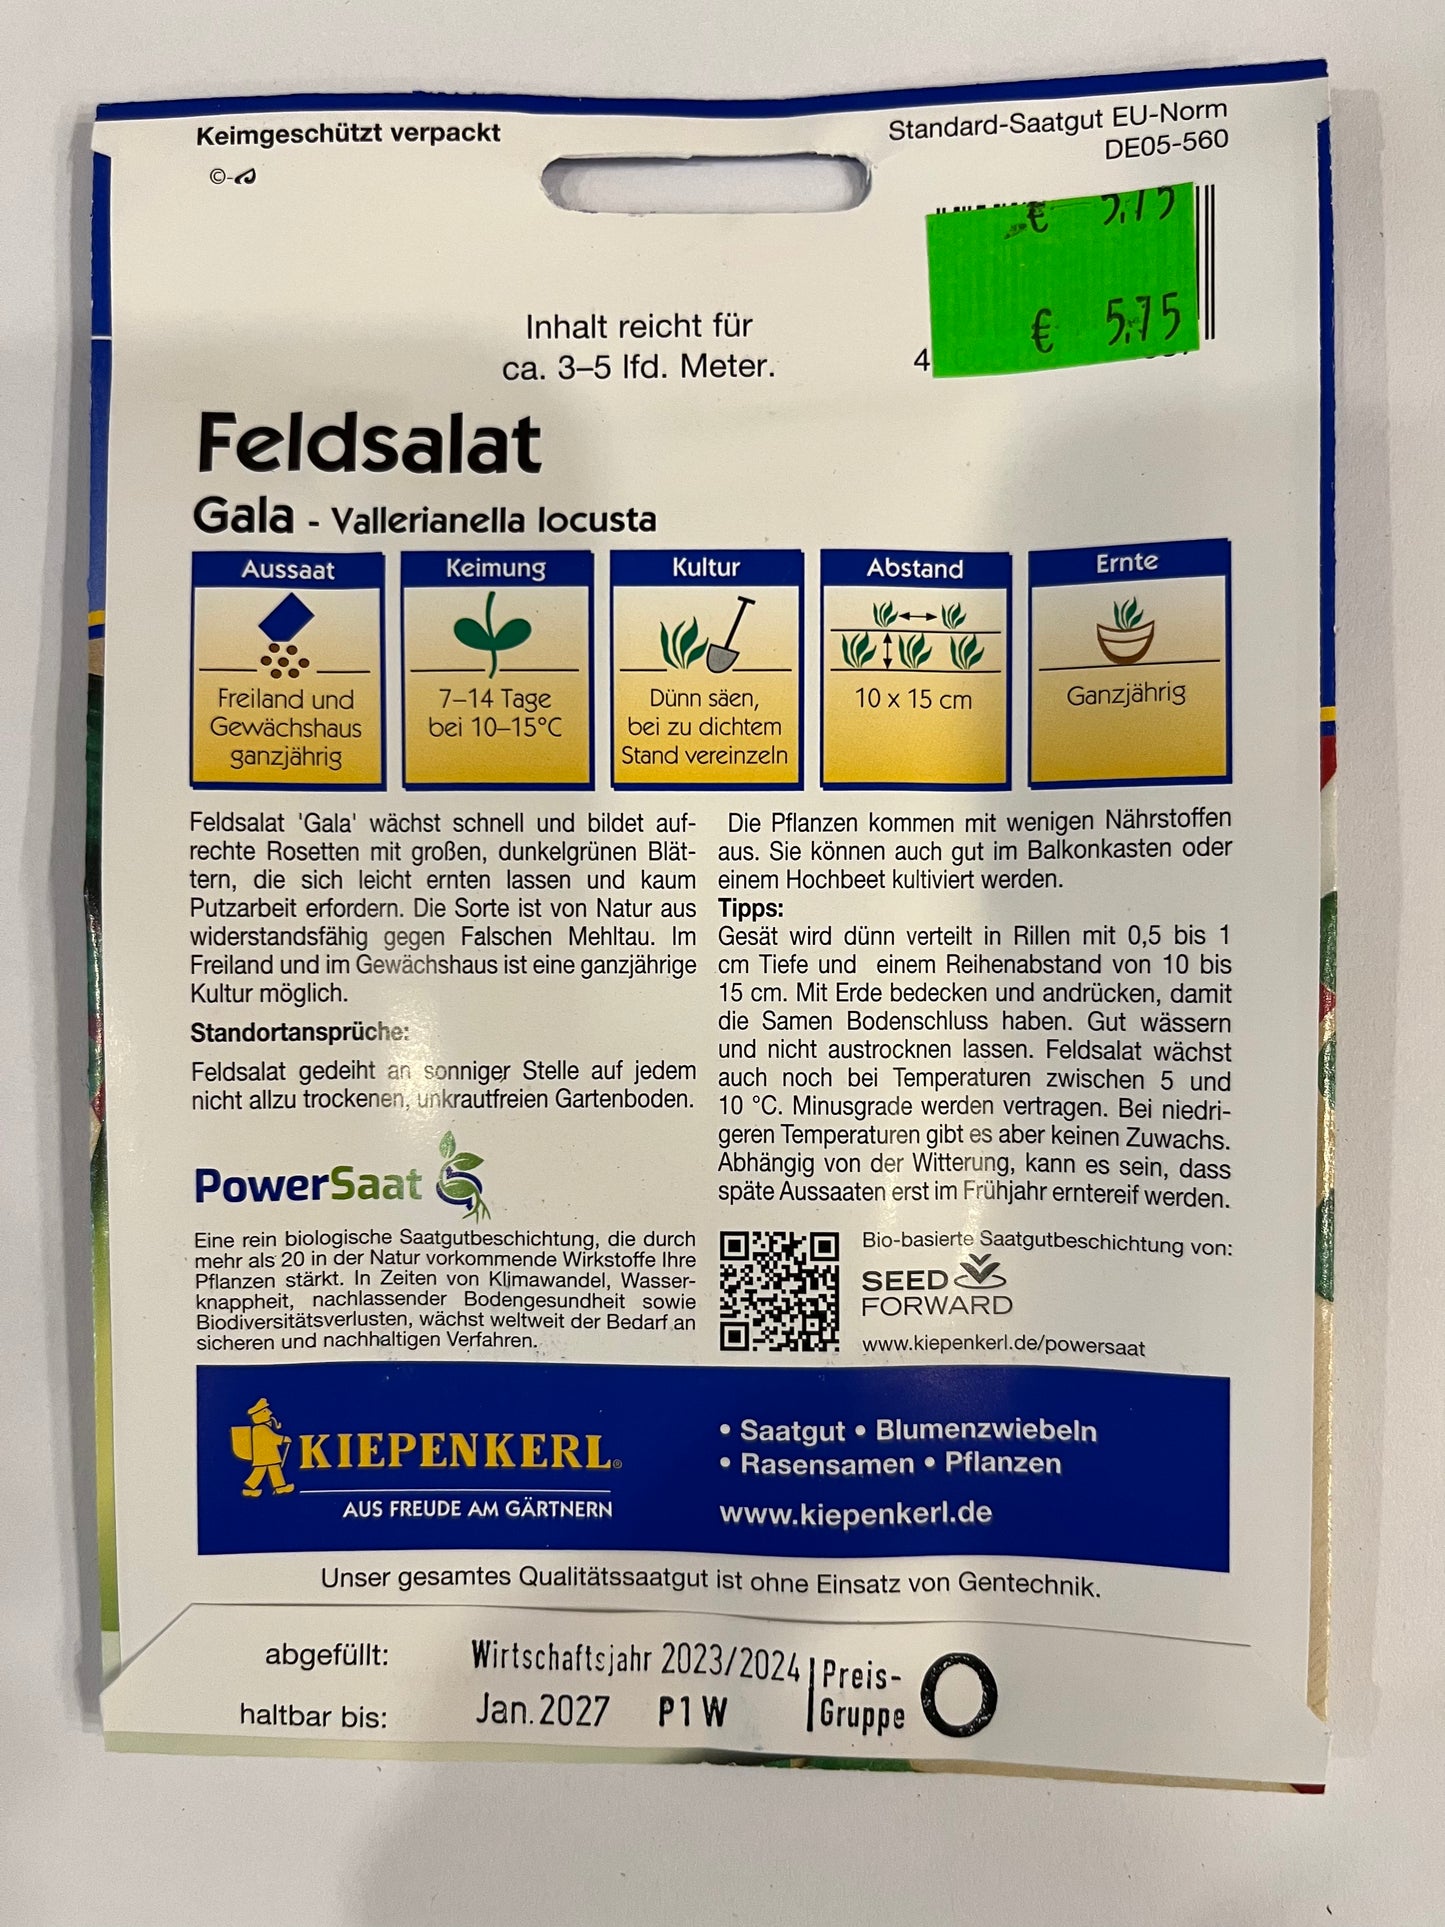 Keimgeschützt verpackt
Standard-Saatgut EU-Norm
DE05-560
©-
€ 5,75
€ 5,75
4
Inhalt reicht für
ca. 3–5 lfd. Meter.
Feldsalat
Gala - Vallerianella locusta
Aussaat
Freiland und
Gewächshaus
ganzjährig
Keimung
7–14 Tage
bei 10–15°C
Kultur
Dünn säen,
bei zu dichtem
Stand vereinzeln
Abstand
10 x 15 cm
Ernte
Ganzjährig
Feldsalat 'Gala' wächst schnell und bildet auf-
rechte Rosetten mit großen, dunkelgrünen Blät-
tern, die sich leicht ernten lassen und kaum
Putzarbeit erfordern. Die Sorte ist von Natur aus
widerstandsfähig gegen Falschen Mehltau. Im
Freiland und im Gewächshaus ist eine ganzjährige
Kultur möglich.
Standortansprüche:
Feldsalat gedeiht an sonniger Stelle auf jedem
nicht allzu trockenen, unkrautfreien Gartenboden.
Die Pflanzen kommen mit wenigen Nährstoffen
aus. Sie können auch gut im Balkonkasten oder
einem Hochbeet kultiviert werden.
Tipps:
Gesät wird dünn verteilt in Rillen mit 0,5 bis 1
cm Tiefe und einem Reihenabstand von 10 bis
15 cm. Mit Erde bedecken und andrücken, damit
die Samen Bodenschluss haben. Gut wässern
und nicht austrocknen lassen. Feldsalat wächst
auch noch bei Temperaturen zwischen 5 und
10 °C. Minusgrade werden vertragen. Bei niedri-
geren Temperaturen gibt es aber keinen Zuwachs.
Abhängig von der Witterung, kann es sein, dass
späte Aussaaten erst im Frühjahr erntereif werden.
PowerSaat
Eine rein biologische Saatgutbeschichtung, die durch
mehr als 20 in der Natur vorkommende Wirkstoffe Ihre
Pflanzen stärkt. In Zeiten von Klimawandel, Wasser-
knappheit, nachlassender Bodengesundheit sowie
Biodiversitätsverlusten, wächst weltweit der Bedarf an
sicheren und nachhaltigen Verfahren.
Bio-basierte Saatgutbeschichtung von:
SEED
FORWARD
www.kiepenkerl.de/powersaat
KIEPENKERL®
AUS FREUDE AM GÄRTNERN
• Saatgut • Blumenzwiebeln
• Rasensamen • Pflanzen
www.kiepenkerl.de
Unser gesamtes Qualitätssaatgut ist ohne Einsatz von Gentechnik.
abgefüllt: Wirtschaftsjahr 2023/2024
haltbar bis: Jan.2027 P1W
Preis-
Gruppe
O